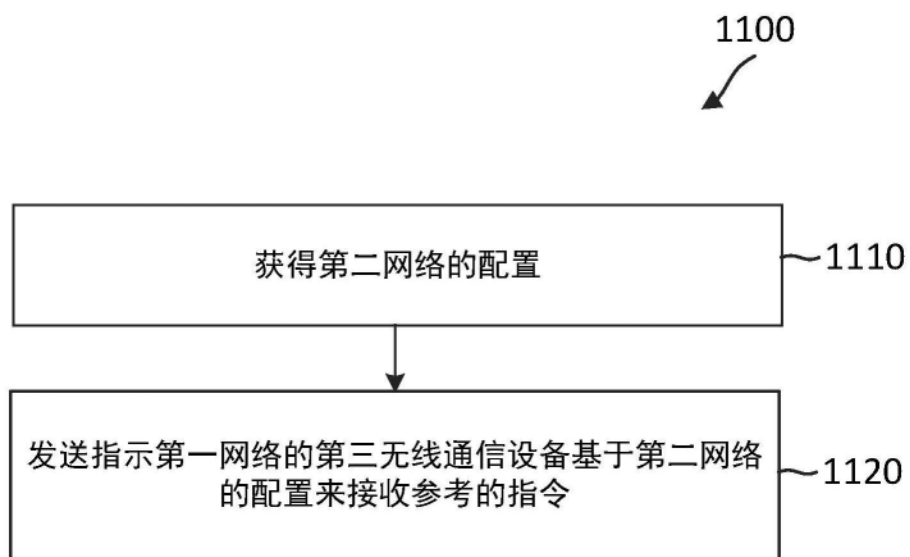 1100
获得第二网络的配置
1110
发送指示第一网络的第三无线通信设备基于第二网络
的配置来接收参考的指令
1120